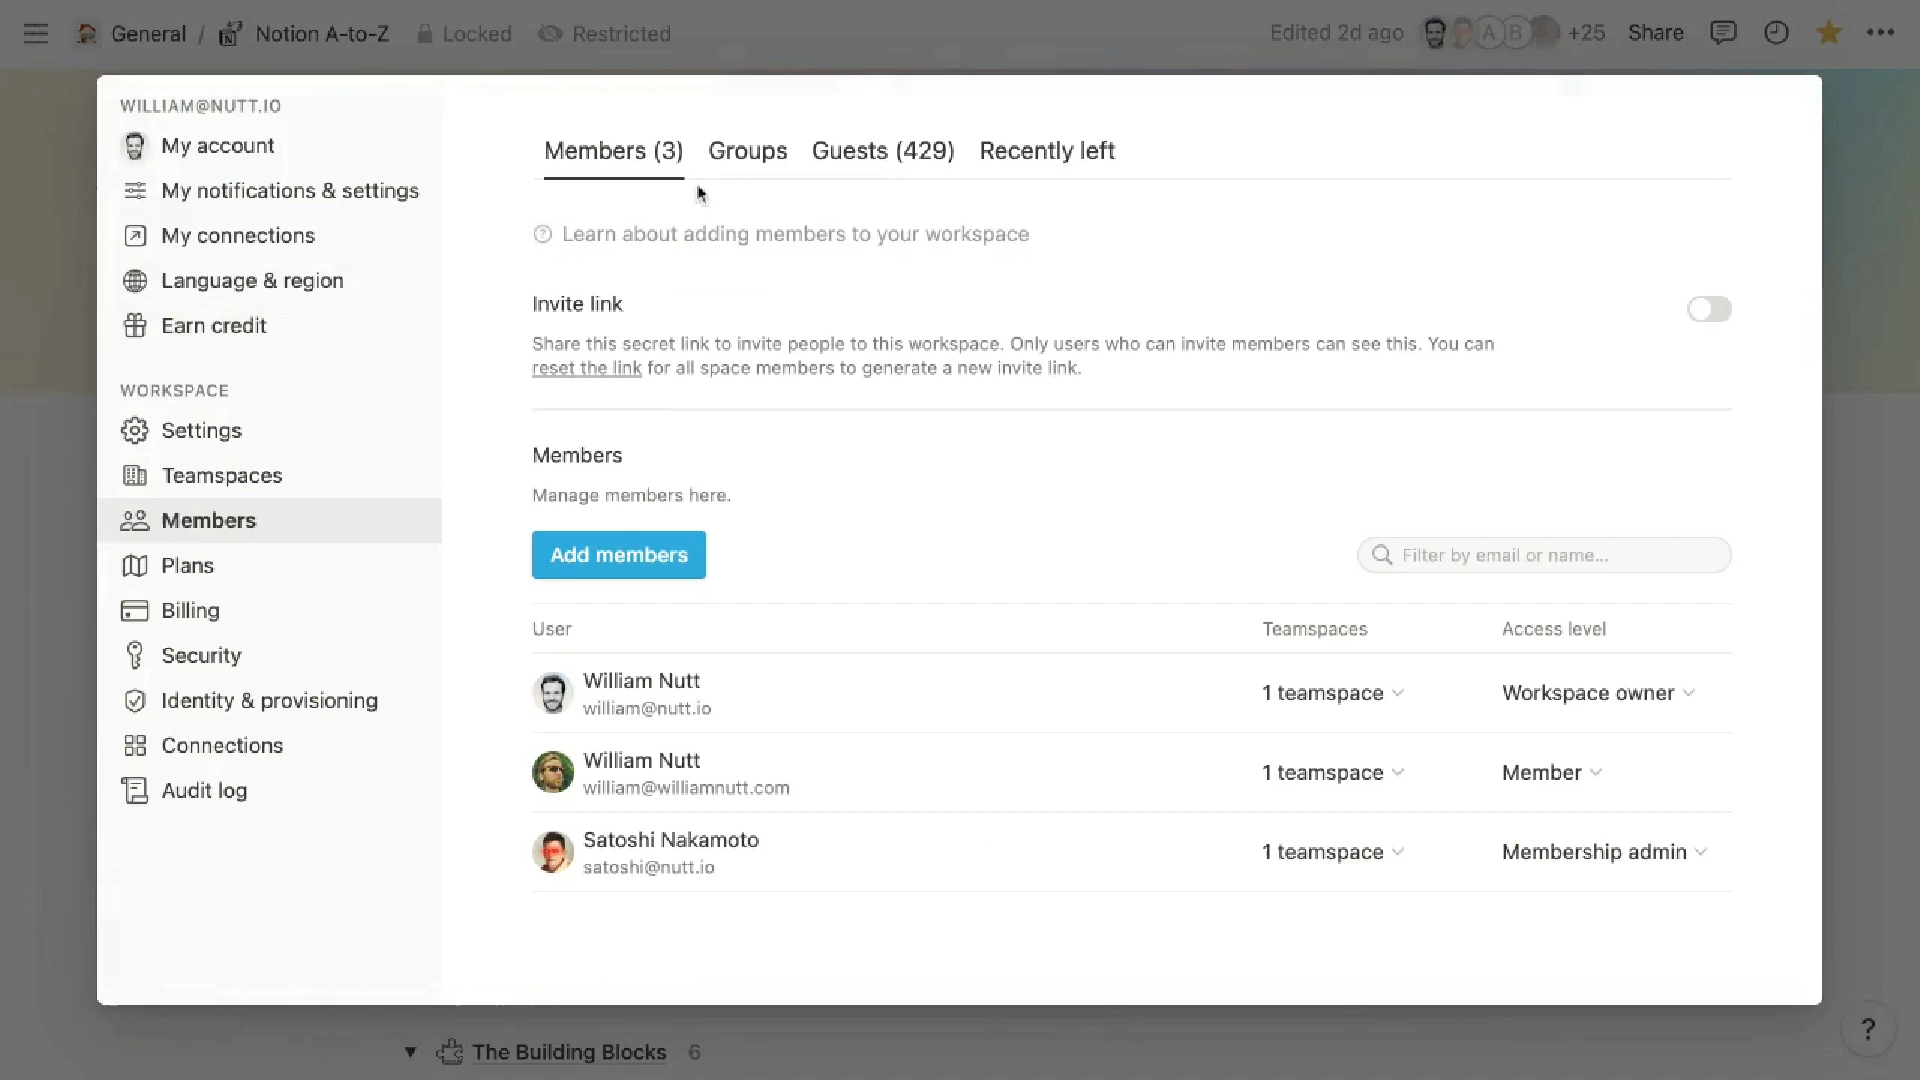 General / Notion A-to-Z Locked Restricted Edited 2d ago A B +25 Share
WILLIAM@NUTT.IO
My account
My notifications & settings
My connections
Language & region
Earn credit
WORKSPACE
Settings
Teamspaces
Members
Plans
Billing
Security
Identity & provisioning
Connections
Audit log
Members (3) Groups Guests (429) Recently left
Learn about adding members to your workspace
Invite link
Share this secret link to invite people to this workspace. Only users who can invite members can see this. You can
reset the link for all space members to generate a new invite link.
Members
Manage members here.
Add members Filter by email or name...
User Teamspaces Access level
William Nutt
william@nutt.io
1 teamspace Workspace owner
William Nutt
william@williamnutt.com
1 teamspace Member
Satoshi Nakamoto
satoshi@nutt.io
1 teamspace Membership admin
The Building Blocks 6
?